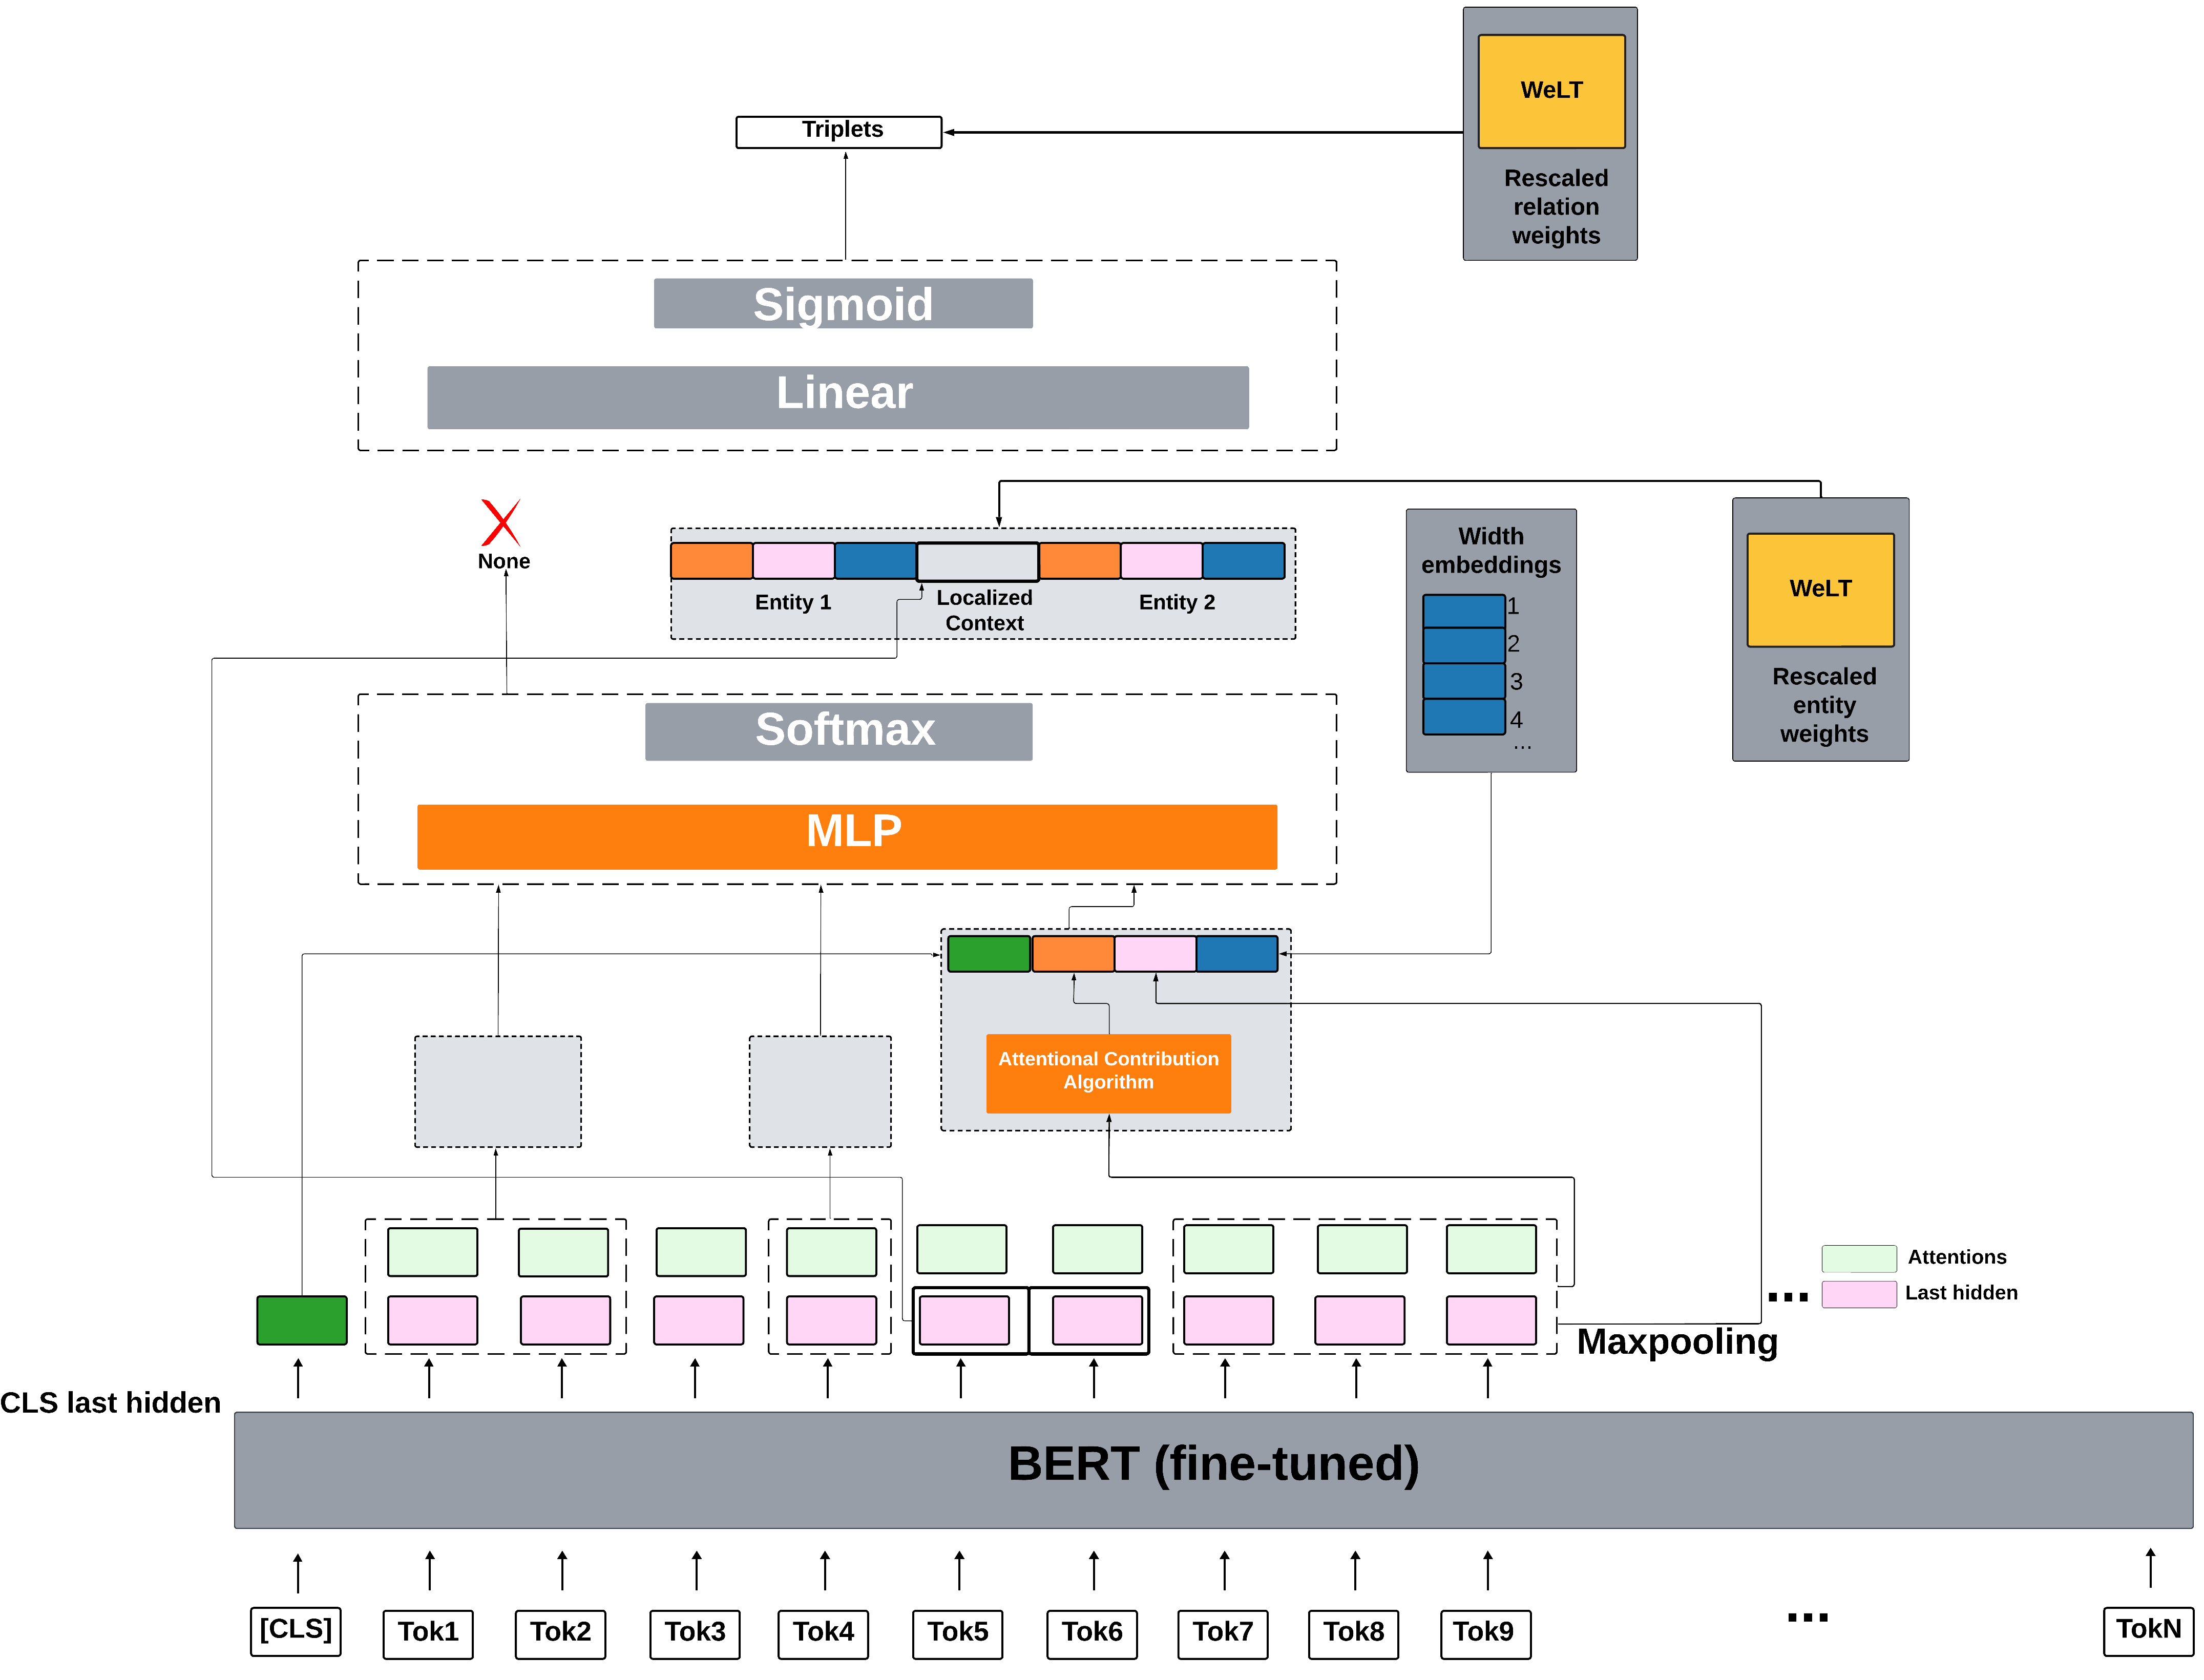 WeLT
Rescaled
relation
weights
Triplets
Sigmoid
Linear
None
Entity 1
Localized
Context
Entity 2
Width
embeddings
1
2
3
4
...
WeLT
Rescaled
entity
weights
Softmax
MLP
Attentional Contribution
Algorithm
Attentions
Last hidden
...
Maxpooling
CLS last hidden
BERT (fine-tuned)
[CLS] Tok1 Tok2 Tok3 Tok4 Tok5 Tok6 Tok7 Tok8 Tok9 ... TokN